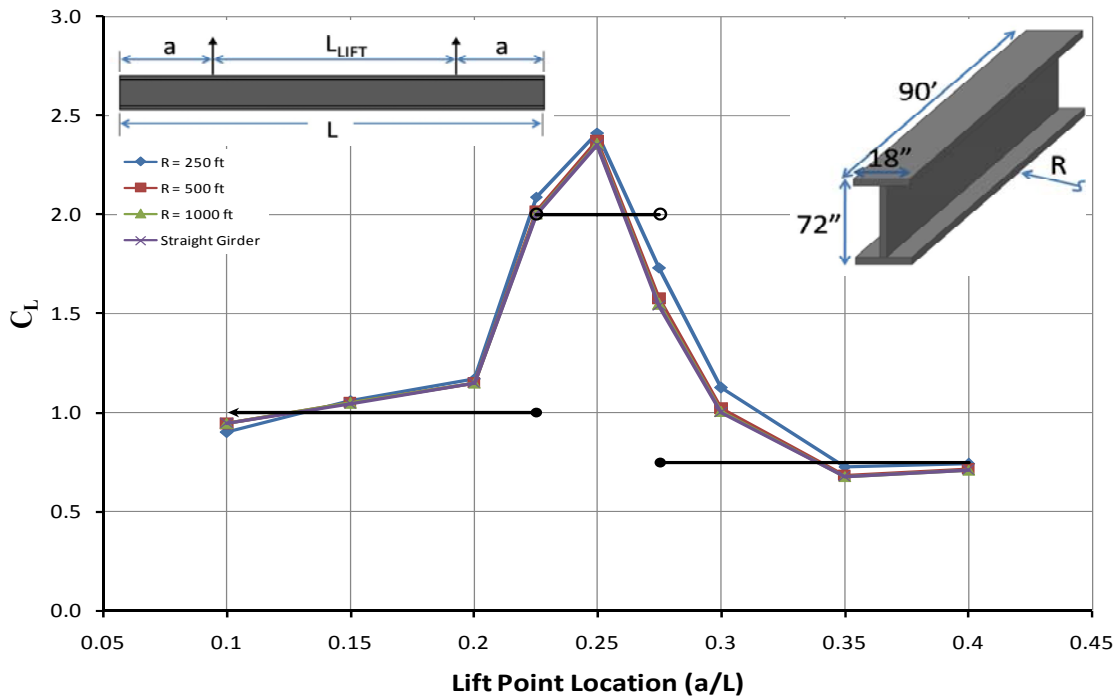 3.0
2.5
2.0
1.5
1.0
0.5
0.0
C_L
a
L_LIFT
a
L
R = 250 ft
R = 500 ft
R = 1000 ft
Straight Girder
90’
18”
72”
R
0.05 0.1 0.15 0.2 0.25 0.3 0.35 0.4 0.45
Lift Point Location (a/L)